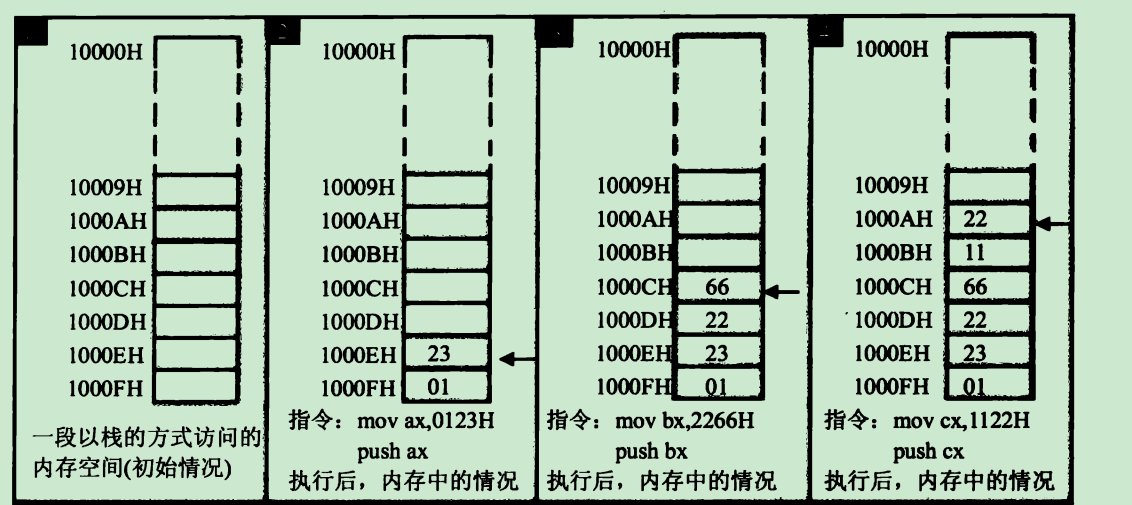 10000H
10009H
1000AH
1000BH
1000CH
1000DH
1000EH
1000FH
一段以栈的方式访问的
内存空间(初始情况)
10000H
10009H
1000AH
1000BH
1000CH
1000DH
1000EH 23
1000FH 01
指令：mov ax,0123H
push ax
执行后，内存中的情况
10000H
10009H
1000AH
1000BH
1000CH 66
1000DH 22
1000EH 23
1000FH 01
指令：mov bx,2266H
push bx
执行后，内存中的情况
10000H
10009H
1000AH 22
1000BH 11
1000CH 66
1000DH 22
1000EH 23
1000FH 01
指令：mov cx,1122H
push cx
执行后，内存中的情况